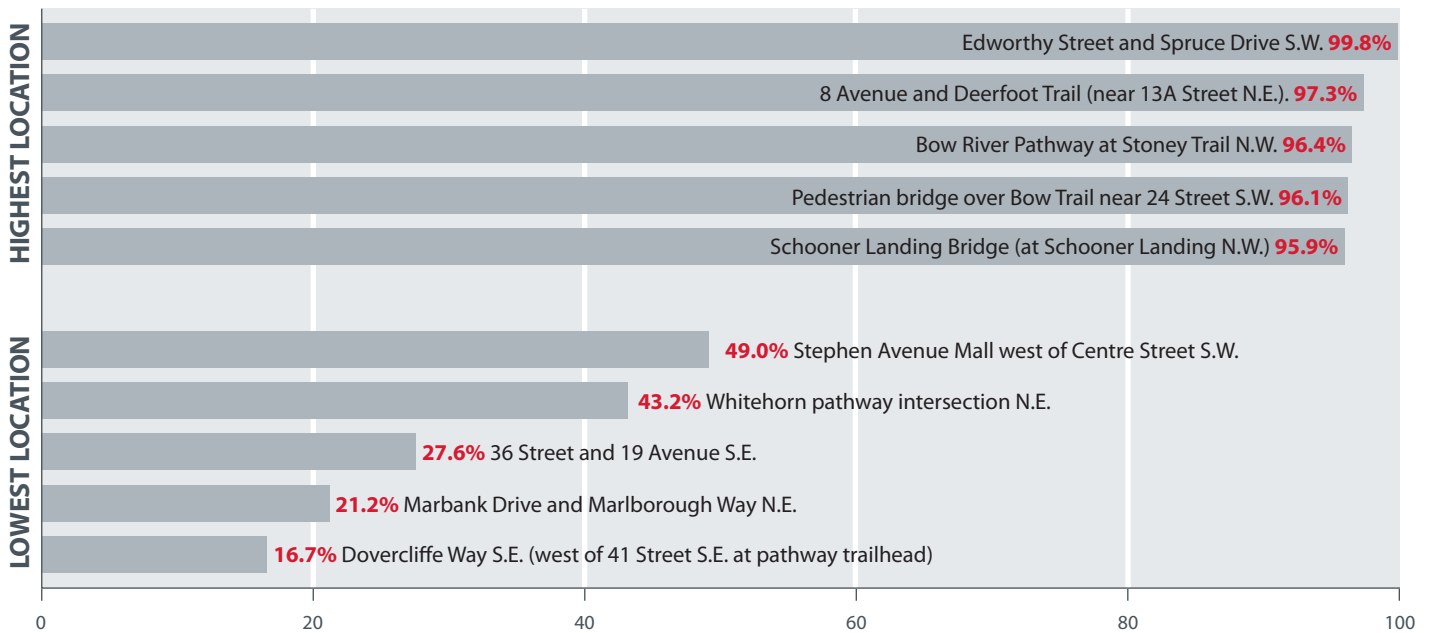 HIGHEST LOCATION
Edworthy Street and Spruce Drive S.W. 99.8%
8 Avenue and Deerfoot Trail (near 13A Street N.E.). 97.3%
Bow River Pathway at Stoney Trail N.W. 96.4%
Pedestrian bridge over Bow Trail near 24 Street S.W. 96.1%
Schooner Landing Bridge (at Schooner Landing N.W.) 95.9%
LOWEST LOCATION
49.0% Stephen Avenue Mall west of Centre Street S.W.
43.2% Whitehorn pathway intersection N.E.
27.6% 36 Street and 19 Avenue S.E.
21.2% Marbank Drive and Marlborough Way N.E.
16.7% Dovercliffe Way S.E. (west of 41 Street S.E. at pathway trailhead)
0 20 40 60 80 100